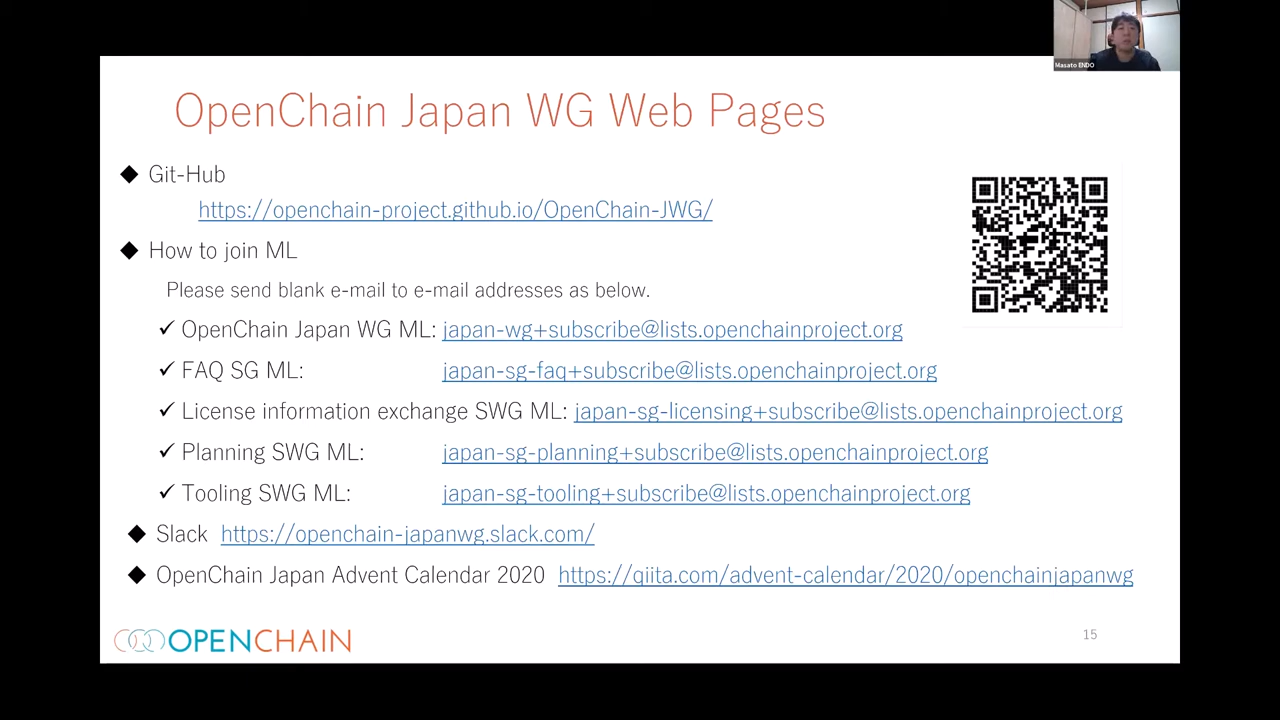 Masato ENDO
OpenChain Japan WG Web Pages
◆ Git-Hub
https://openchain-project.github.io/OpenChain-JWG/
◆ How to join ML
Please send blank e-mail to e-mail addresses as below.
✓ OpenChain Japan WG ML: japan-wg+subscribe@lists.openchainproject.org
✓ FAQ SG ML: japan-sg-faq+subscribe@lists.openchainproject.org
✓ License information exchange SWG ML: japan-sg-licensing+subscribe@lists.openchainproject.org
✓ Planning SWG ML: japan-sg-planning+subscribe@lists.openchainproject.org
✓ Tooling SWG ML: japan-sg-tooling+subscribe@lists.openchainproject.org
◆ Slack https://openchain-japanwg.slack.com/
◆ OpenChain Japan Advent Calendar 2020 https://qiita.com/advent-calendar/2020/openchainjapanwg
OPENCHAIN
15